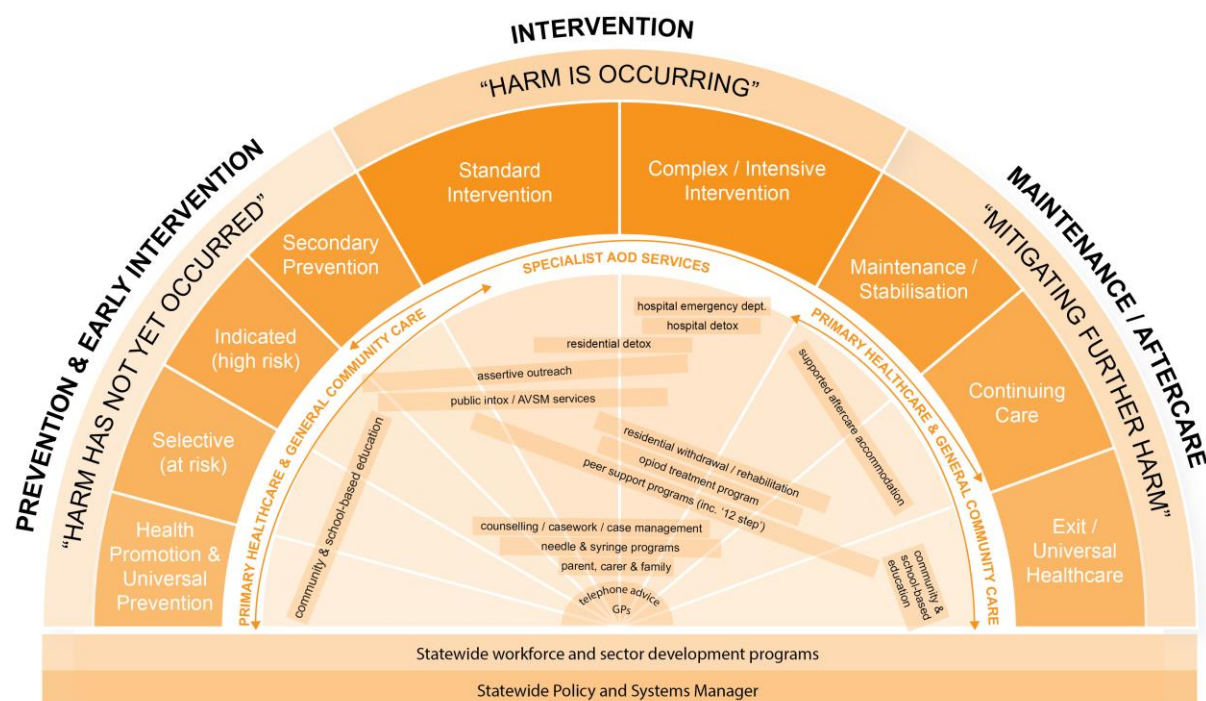 INTERVENTION
“HARM IS OCCURRING”
PREVENTION & EARLY INTERVENTION
“HARM HAS NOT YET OCCURRED”
MAINTENANCE / AFTERCARE
“MITIGATING FURTHER HARM”
Health
Promotion &
Universal
Prevention
Selective
(at risk)
Indicated
(high risk)
Secondary
Prevention
Standard
Intervention
Complex / Intensive
Intervention
Maintenance /
Stabilisation
Continuing
Care
Exit /
Universal
Healthcare
PRIMARY HEALTHCARE & GENERAL COMMUNITY CARE
SPECIALIST AOD SERVICES
PRIMARY HEALTHCARE & GENERAL COMMUNITY CARE
hospital emergency dept.
hospital detox
residential detox
assertive outreach
public intox / AVSM services
community & school-based education
supported aftercare accommodation
residential withdrawal / rehabilitation
opiod treatment program
peer support programs (inc. ‘12 step’)
counselling / casework / case management
needle & syringe programs
parent, carer & family
telephone advice
GPs
community &
school-based
education
Statewide workforce and sector development programs
Statewide Policy and Systems Manager